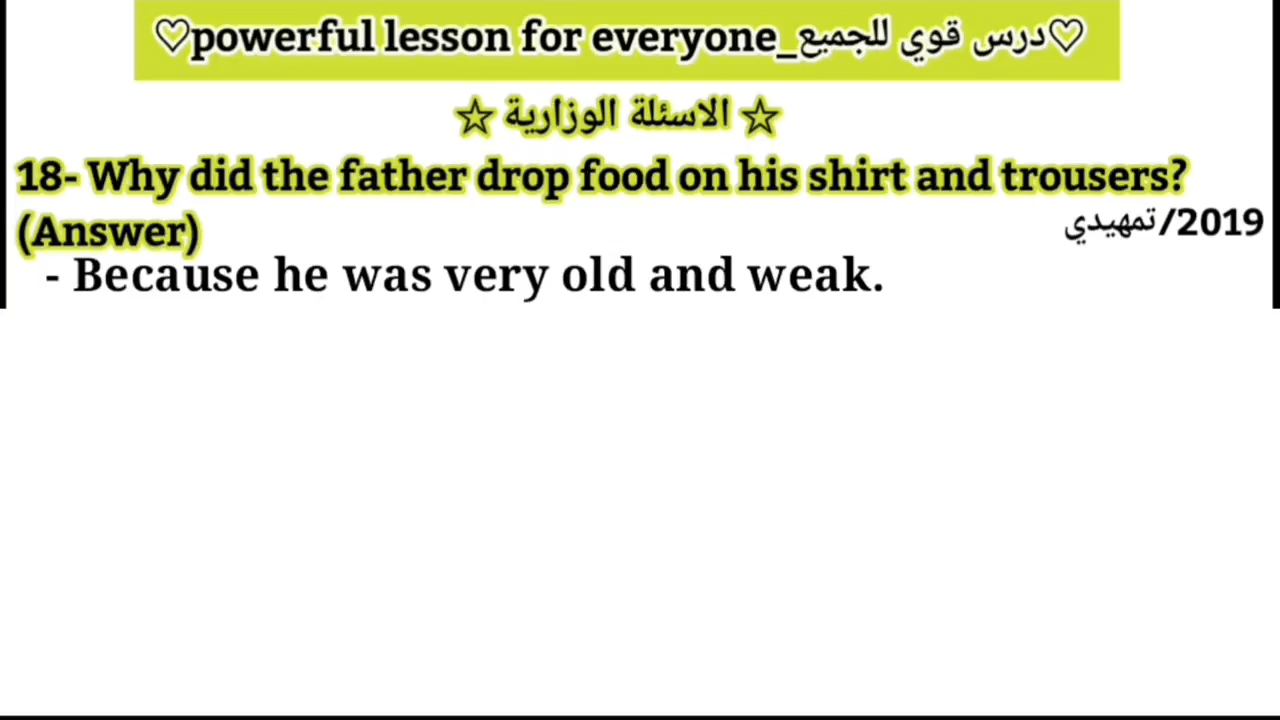 ♡powerful lesson for everyone_درس قوي للجميع♡
☆ الاسئلة الوزارية ☆
18- Why did the father drop food on his shirt and trousers?
(Answer) 2019/تمهيدي
- Because he was very old and weak.